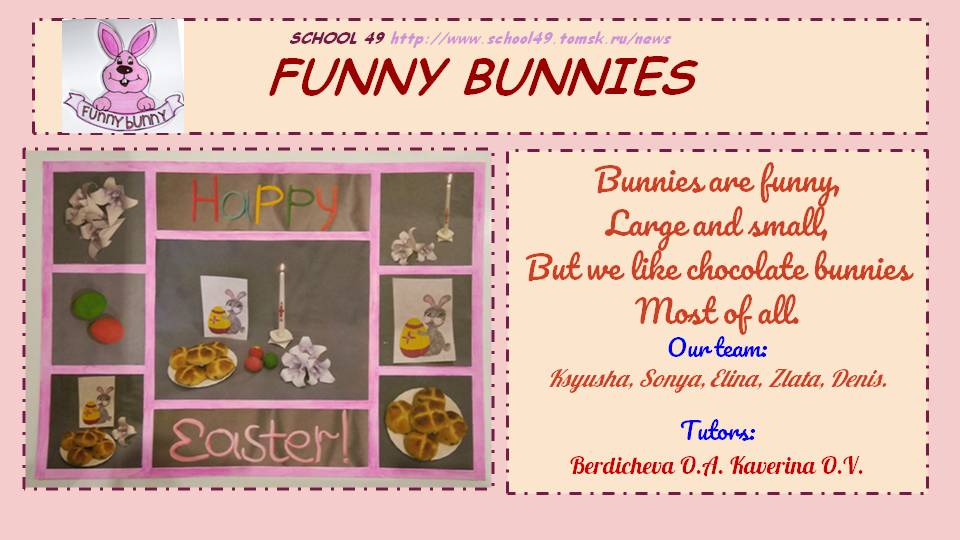 SCHOOL 49 http://www.school49.tomsk.ru/news
FUNNY BUNNIES
Funny bunny
Happy
Easter!
Bunnies are funny,
Large and small,
But we like chocolate bunnies
Most of all.
Our team:
Ksyusha, Sonya, Elina, Zlata, Denis.
Tutors:
Berdicheva O.A. Kaverina O.V.